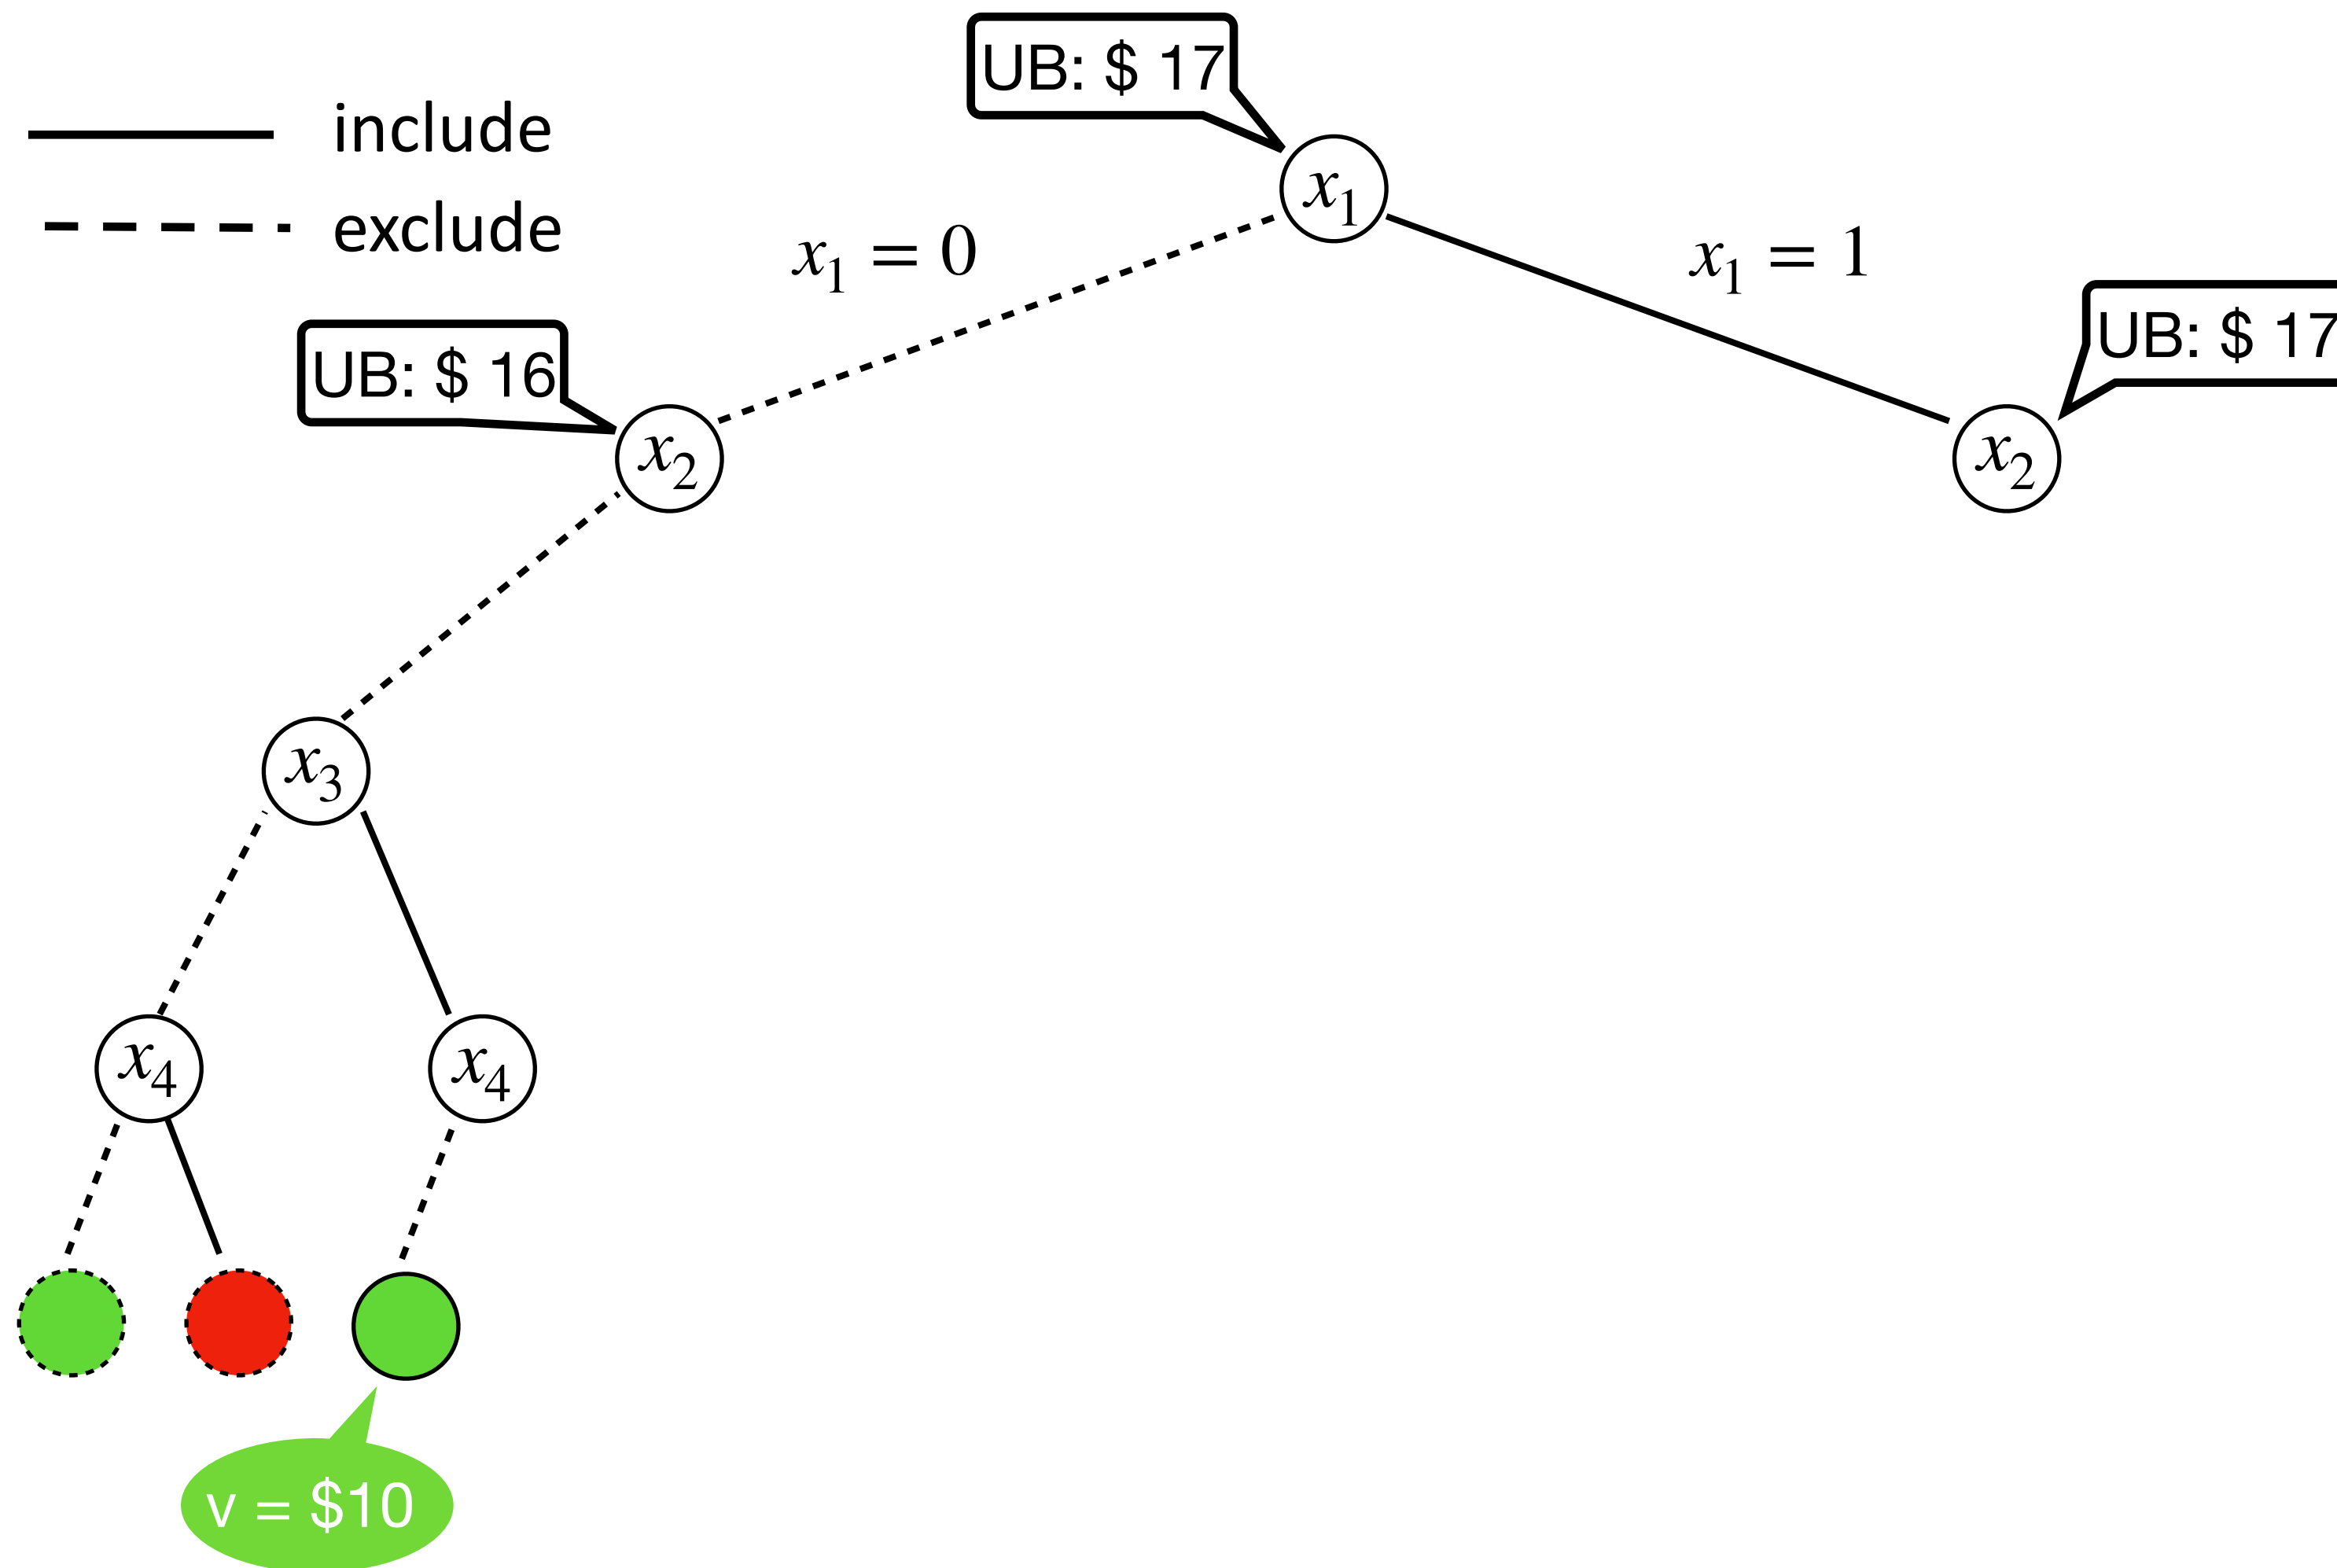 UB: $ 17
include
exclude
x1
x1 = 0
x1 = 1
UB: $ 17
UB: $ 16
x2
x2
x3
x4
x4
v = $10